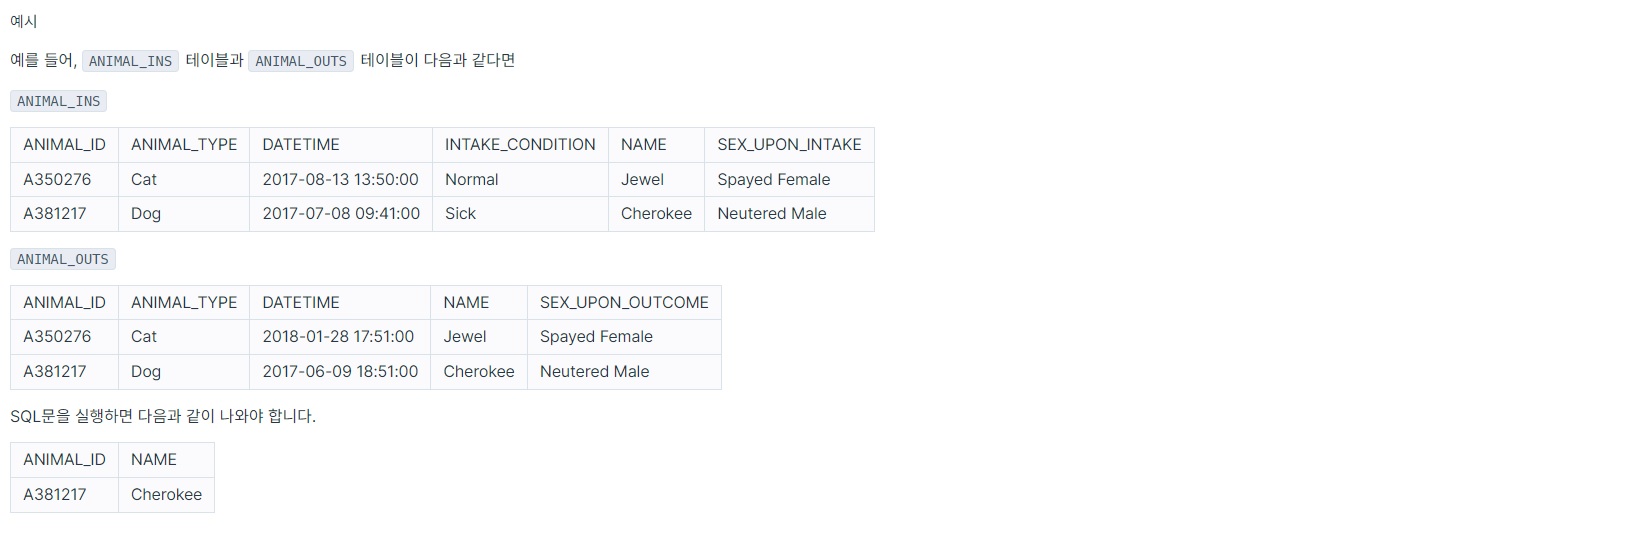 예시
예를 들어, ANIMAL_INS 테이블과 ANIMAL_OUTS 테이블이 다음과 같다면
ANIMAL_INS
ANIMAL_ID ANIMAL_TYPE DATETIME INTAKE_CONDITION NAME SEX_UPON_INTAKE
A350276 Cat 2017-08-13 13:50:00 Normal Jewel Spayed Female
A381217 Dog 2017-07-08 09:41:00 Sick Cherokee Neutered Male
ANIMAL_OUTS
ANIMAL_ID ANIMAL_TYPE DATETIME NAME SEX_UPON_OUTCOME
A350276 Cat 2018-01-28 17:51:00 Jewel Spayed Female
A381217 Dog 2017-06-09 18:51:00 Cherokee Neutered Male
SQL문을 실행하면 다음과 같이 나와야 합니다.
ANIMAL_ID NAME
A381217 Cherokee